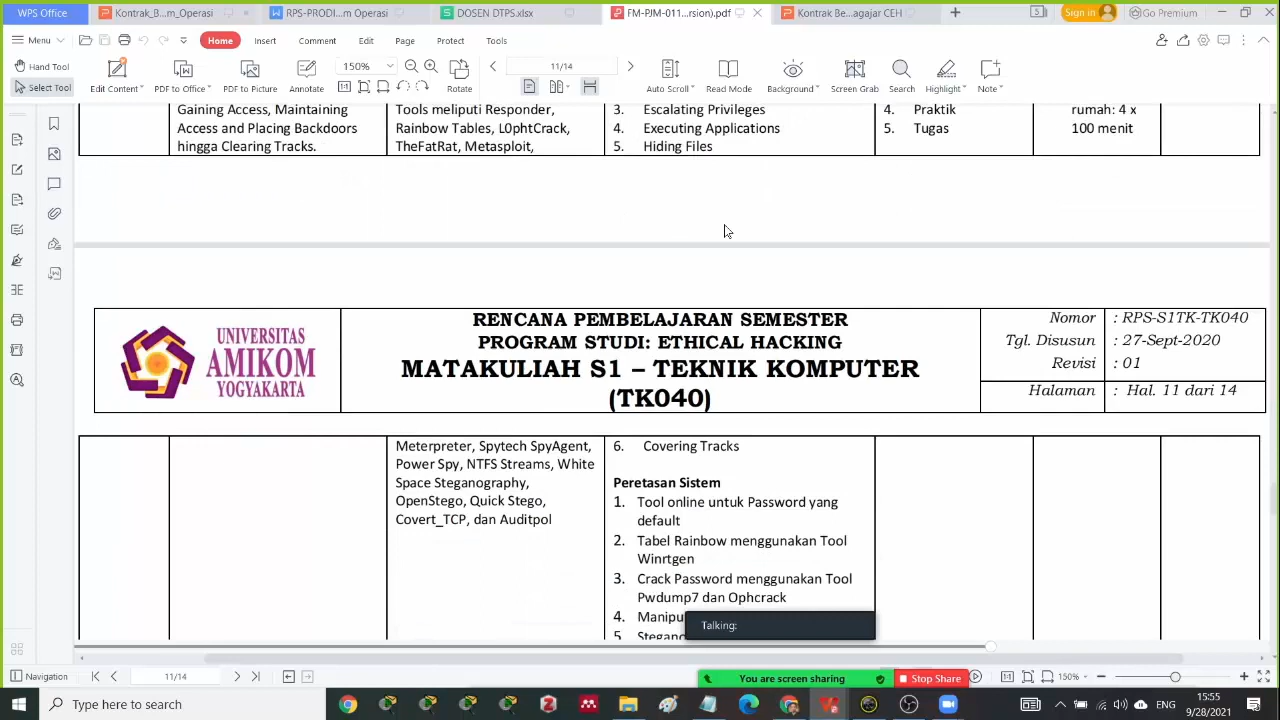 WPS Office
Kontrak_B...m_Operasi
RPS-PRODI...m Operasi
DOSEN DTPS.xlsx
FM-PJM-011...rsion).pdf
Kontrak Be...agajar CEH
Sign in
Go Premium
Menu
Home
Insert
Comment
Edit
Page
Protect
Tools
Hand Tool
Select Tool
Edit Content
PDF to Office
PDF to Picture
Annotate
150%
Rotate
11/14
Auto Scroll
Read Mode
Background
Screen Grab
Search
Highlight
Note
Gaining Access, Maintaining
Access and Placing Backdoors
hingga Clearing Tracks.
Tools meliputi Responder,
Rainbow Tables, L0phtCrack,
TheFatRat, Metasploit,
3. Escalating Privileges
4. Executing Applications
5. Hiding Files
4. Praktik
5. Tugas
rumah: 4 x
100 menit
UNIVERSITAS
AMIKOM
YOGYAKARTA
RENCANA PEMBELAJARAN SEMESTER
PROGRAM STUDI: ETHICAL HACKING
MATAKULIAH S1 – TEKNIK KOMPUTER
(TK040)
Nomor : RPS-S1TK-TK040
Tgl. Disusun : 27-Sept-2020
Revisi : 01
Halaman : Hal. 11 dari 14
Meterpreter, Spytech SpyAgent,
Power Spy, NTFS Streams, White
Space Steganography,
OpenStego, Quick Stego,
Covert_TCP, dan Auditpol
6. Covering Tracks
Peretasan Sistem
1. Tool online untuk Password yang
default
2. Tabel Rainbow menggunakan Tool
Winrtgen
3. Crack Password menggunakan Tool
Pwdump7 dan Ophcrack
4. Manipu
5. Stegano
Talking:
Navigation
11/14
You are screen sharing
Stop Share
150%
Type here to search
ENG
15:55
9/28/2021